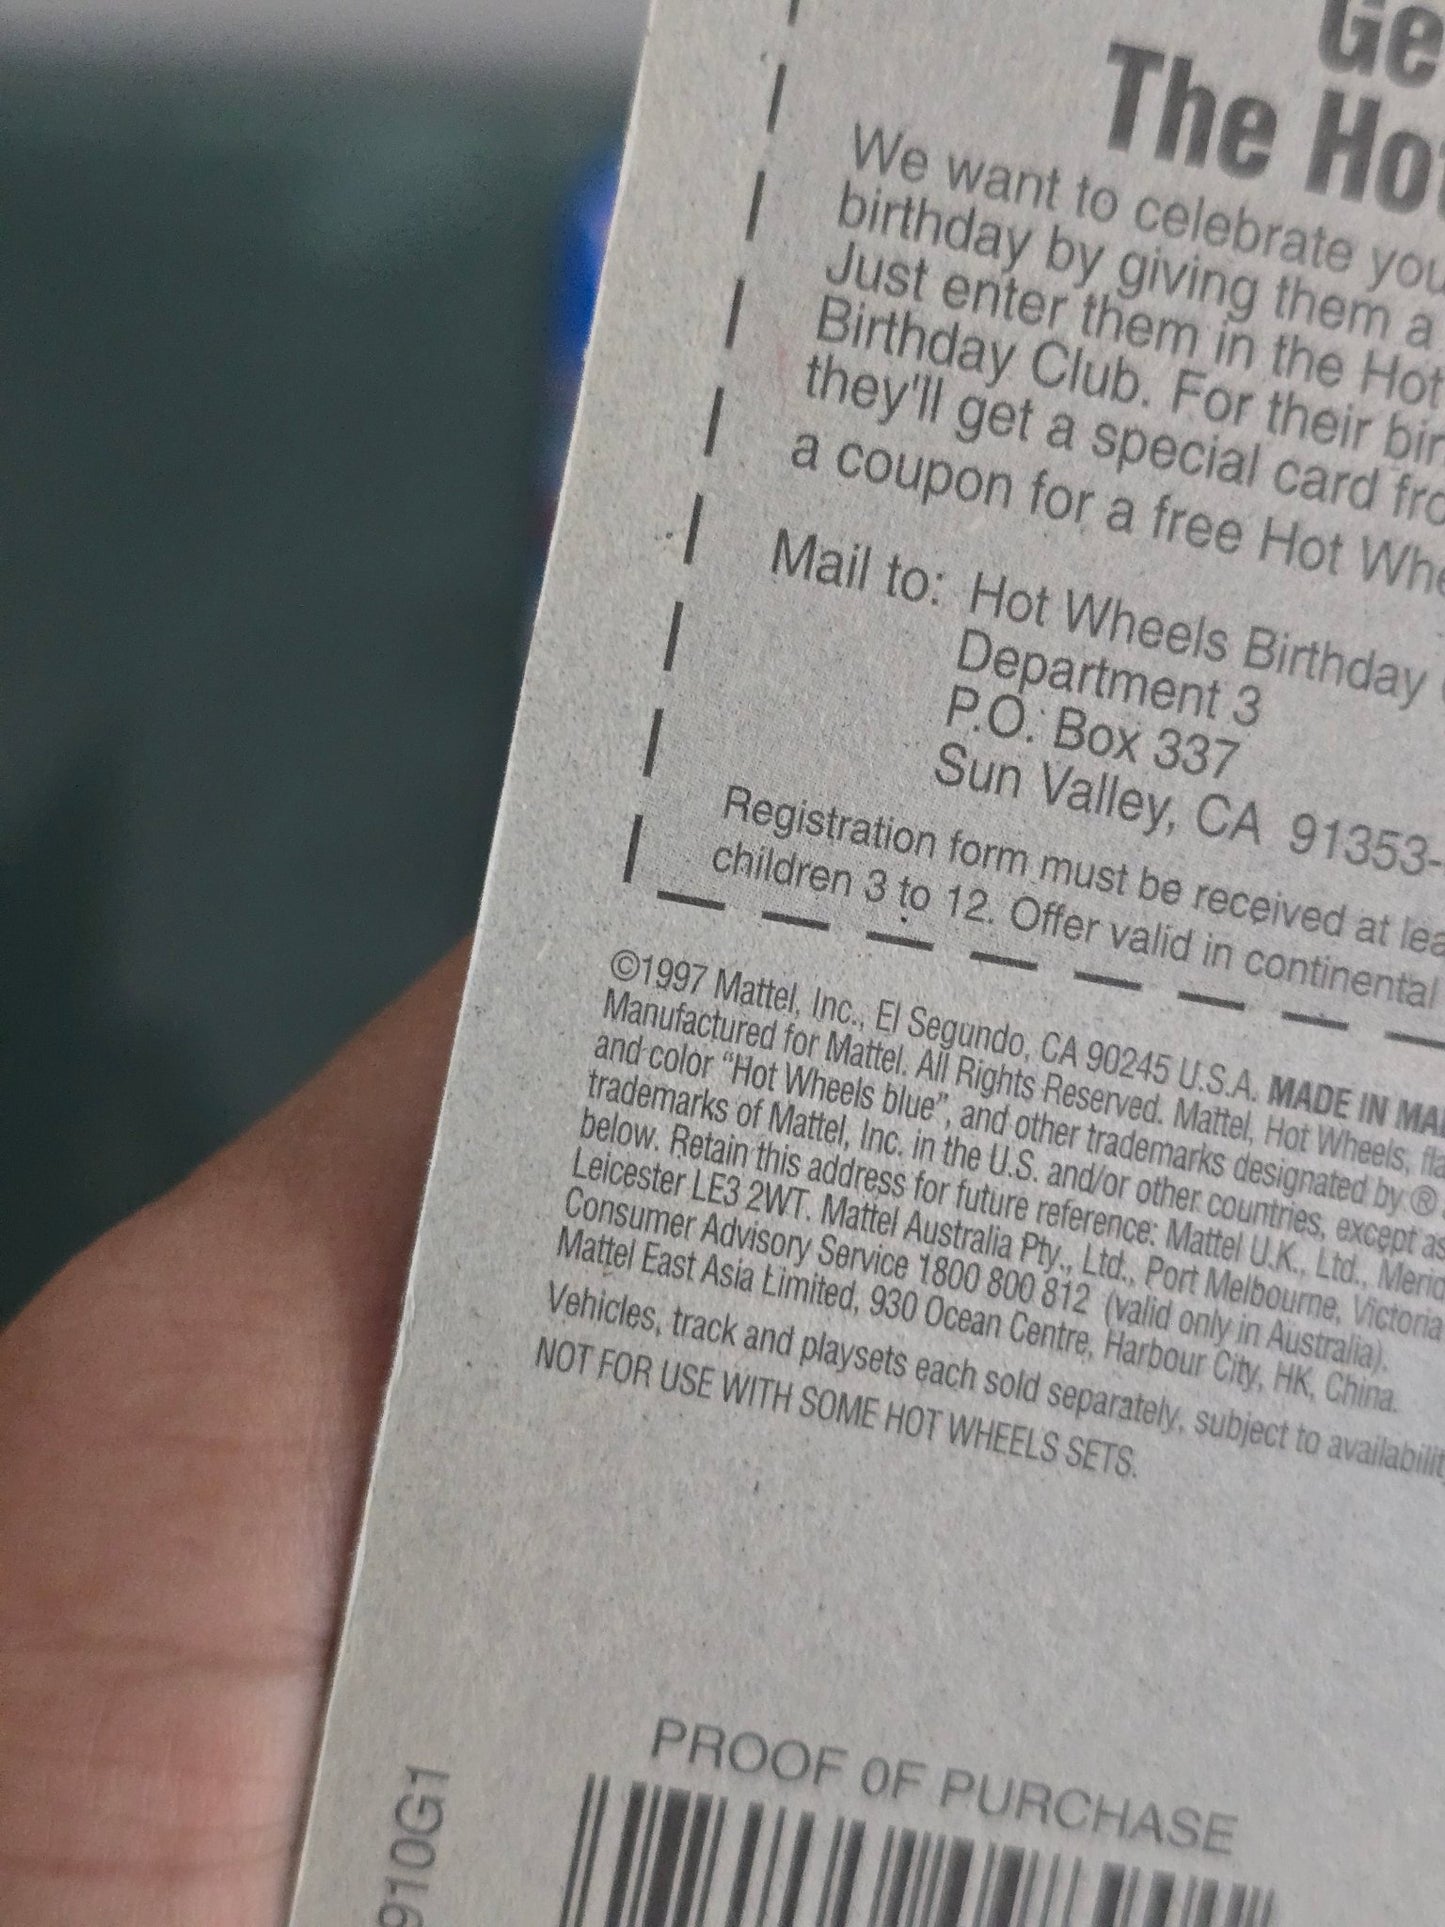 Ge
The Hot
We want to celebrate you
birthday by giving them a
Just enter them in the Hot
Birthday Club. For their bir
they'll get a special card fro
a coupon for a free Hot Whe
Mail to: Hot Wheels Birthday
Department 3
P.O. Box 337
Sun Valley, CA 91353-
Registration form must be received at lea
children 3 to 12. Offer valid in continental
©1997 Mattel, Inc., El Segundo, CA 90245 U.S.A. MADE IN MA
Manufactured for Mattel. All Rights Reserved. Mattel, Hot Wheels, fla
and color “Hot Wheels blue”, and other trademarks designated by ®
trademarks of Mattel, Inc. in the U.S. and/or other countries, except as
below. Retain this address for future reference: Mattel U.K., Ltd., Merid
Leicester LE3 2WT. Mattel Australia Pty., Ltd., Port Melbourne, Victoria
Consumer Advisory Service 1800 800 812 (valid only in Australia).
Mattel East Asia Limited, 930 Ocean Centre, Harbour City, HK, China.
Vehicles, track and playsets each sold separately, subject to availabilit
NOT FOR USE WITH SOME HOT WHEELS SETS.
PROOF OF PURCHASE
910G1